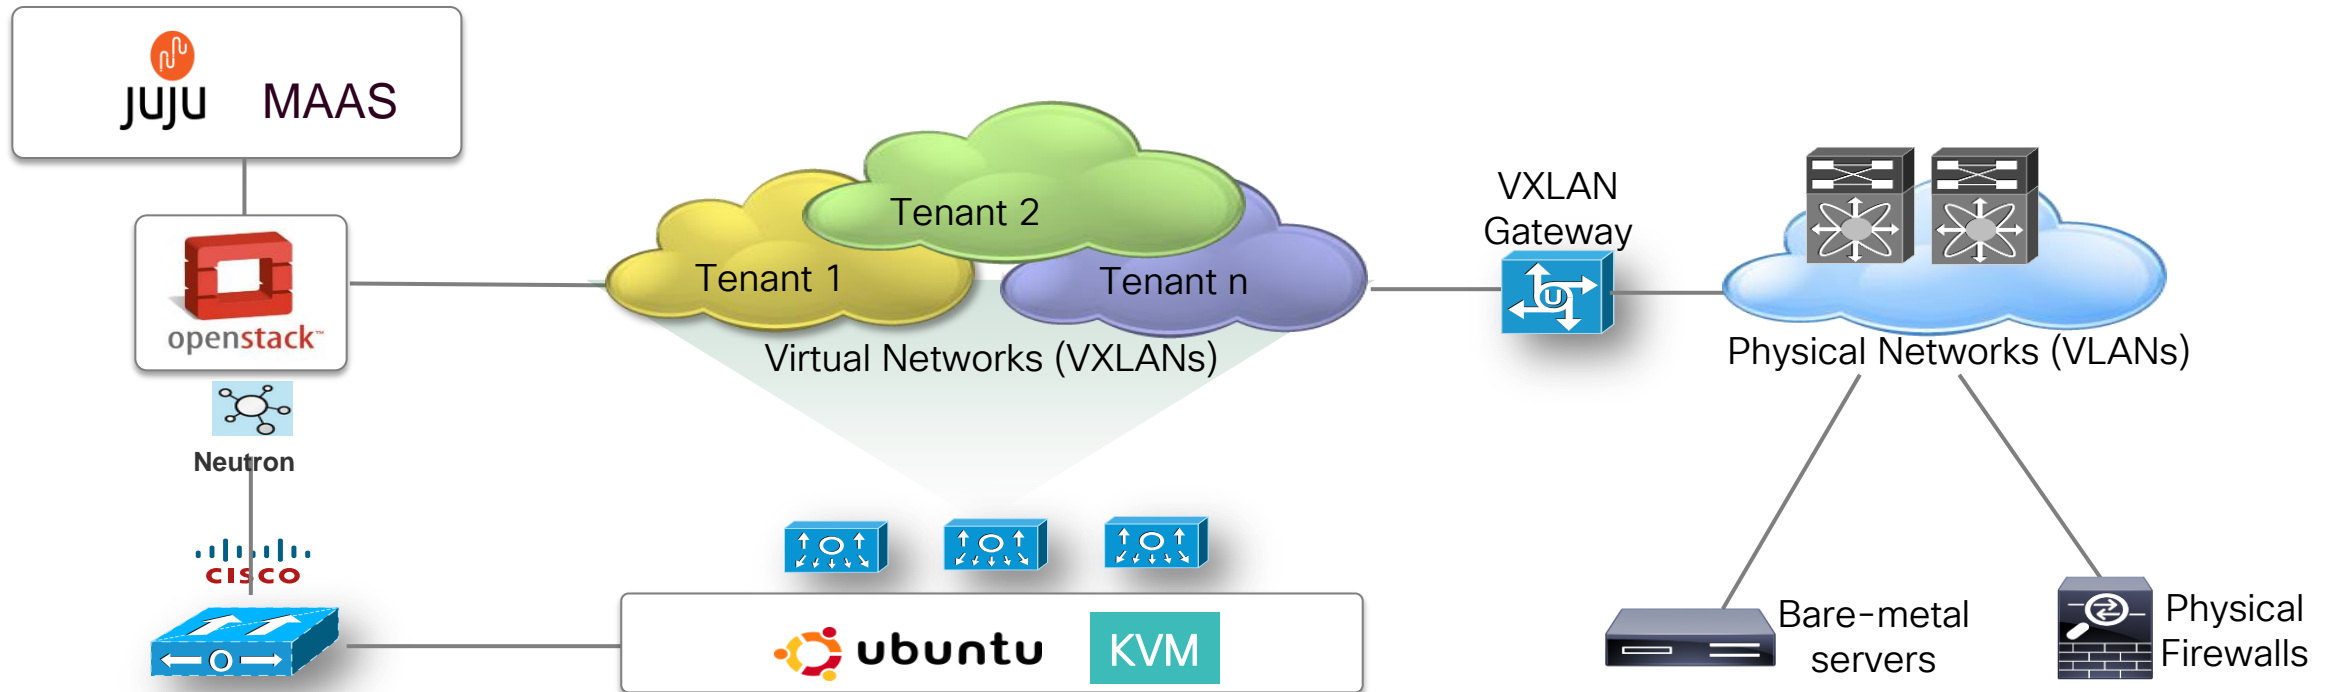 juju MAAS
openstack™
Neutron
CISCO
Tenant 1
Tenant 2
Tenant n
Virtual Networks (VXLANs)
ubuntu KVM
VXLAN
Gateway
U
Physical Networks (VLANs)
Bare-metal
servers
Physical
Firewalls